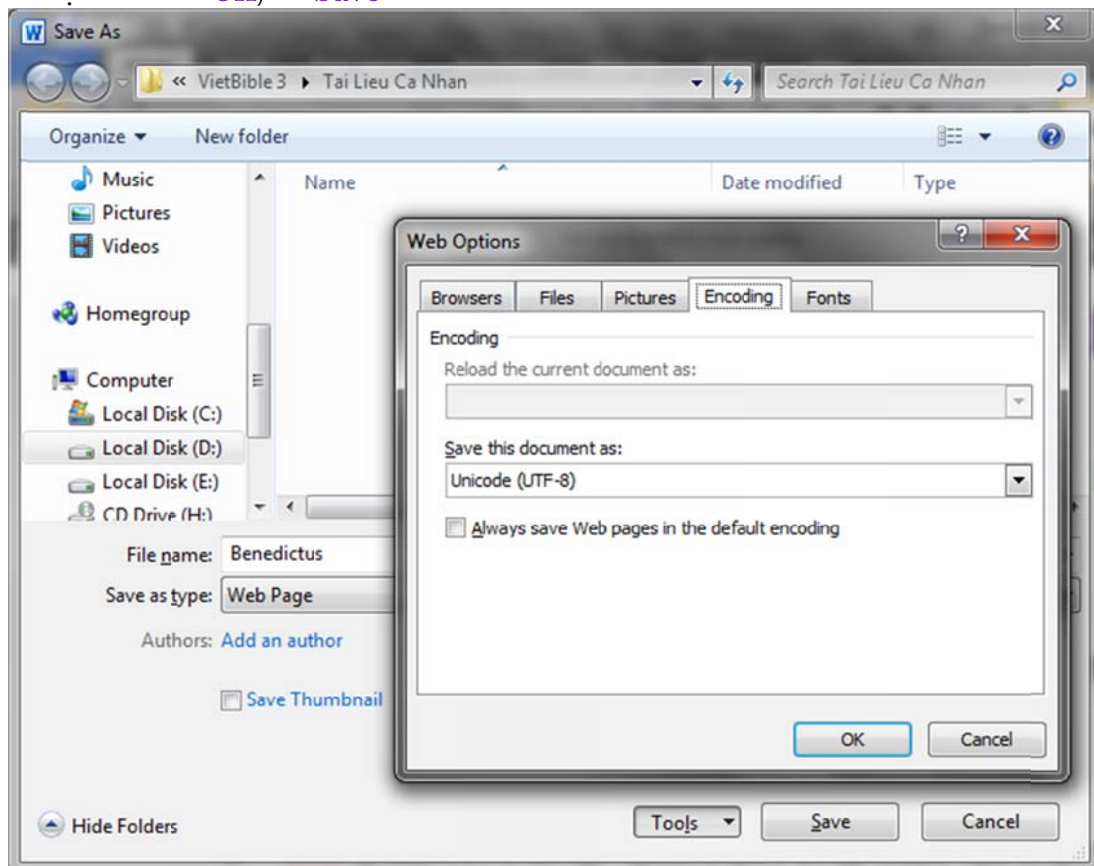 Save As
« VietBible 3 ▸ Tai Lieu Ca Nhan
Search Tai Lieu Ca Nhan
Organize
New folder
Name
Date modified
Type
Music
Pictures
Videos
Homegroup
Computer
Local Disk (C:)
Local Disk (D:)
Local Disk (E:)
CD Drive (H:)
Web Options
Browsers
Files
Pictures
Encoding
Fonts
Encoding
Reload the current document as:
Save this document as:
Unicode (UTF-8)
Always save Web pages in the default encoding
OK
Cancel
File name: Benedictus
Save as type: Web Page
Authors: Add an author
Save Thumbnail
Hide Folders
Tools
Save
Cancel